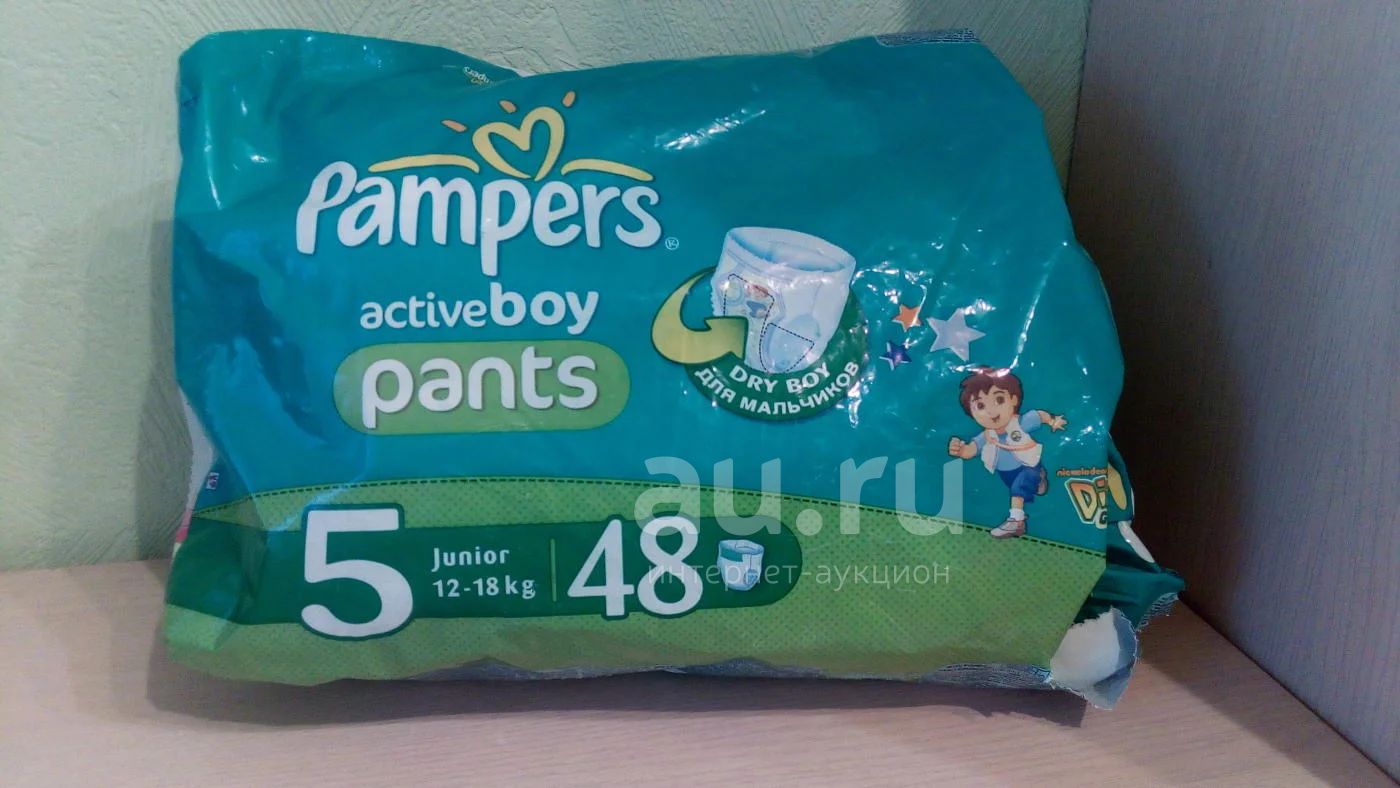 Pampers®
activeboy
pants
DRY BOY
ДЛЯ МАЛЬЧИКОВ
au.ru
интернет-аукцион
5
Junior
12-18 kg
48